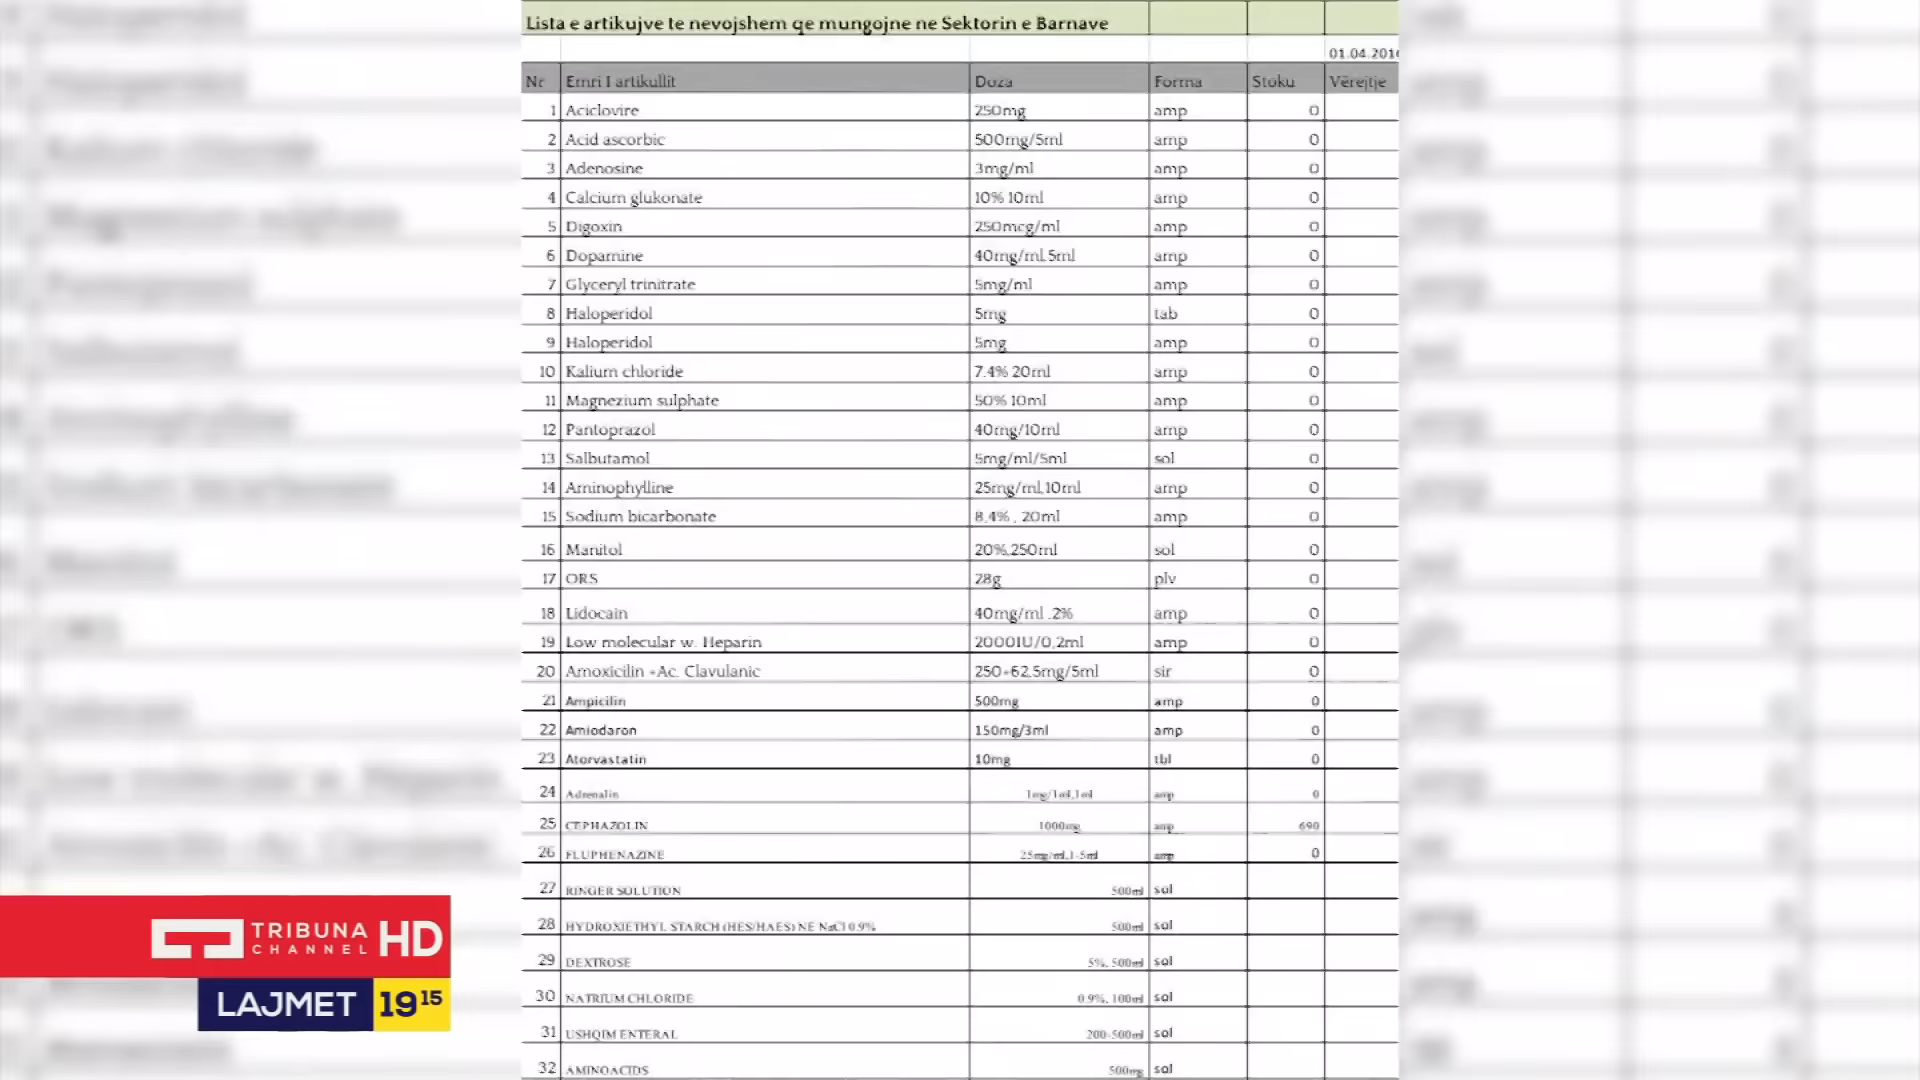 Lista e artikujve te nevojshem qe mungojne ne Sektorin e Barnave
01.04.201
Nr Emri I artikullit Doza Forma Stoku Vërejtje
1 Aciclovire 250mg amp 0
2 Acid ascorbic 500mg/5ml amp 0
3 Adenosine 3mg/ml amp 0
4 Calcium glukonate 10% 10ml amp 0
5 Digoxin 250mcg/ml amp 0
6 Dopamine 40mg/ml,5ml amp 0
7 Glyceryl trinitrate 5mg/ml amp 0
8 Haloperidol 5mg tab 0
9 Haloperidol 5mg amp 0
10 Kalium chloride 7.4% 20ml amp 0
11 Magnezium sulphate 50% 10ml amp 0
12 Pantoprazol 40mg/10ml amp 0
13 Salbutamol 5mg/ml/5ml sol 0
14 Aminophylline 25mg/ml,10ml amp 0
15 Sodium bicarbonate 8,4% , 20ml amp 0
16 Manitol 20%,250ml sol 0
17 ORS 28g plv 0
18 Lidocain 40mg/ml ,2% amp 0
19 Low molecular w. Heparin 2000IU/0,2ml amp 0
20 Amoxicilin +Ac. Clavulanic 250+62,5mg/5ml sir 0
21 Ampicilin 500mg amp 0
22 Amiodaron 150mg/3ml amp 0
23 Atorvastatin 10mg tbl 0
24 Adrenalin 1mg/1ml,1ml amp 0
25 CEPHAZOLIN 1000mg amp 690
26 FLUPHENAZINE 25mg/ml,1-5ml amp 0
27 RINGER SOLUTION 500ml sol
28 HYDROXIETHYL STARCH (HES/HAES) NE NaCl 0.9% 500ml sol
29 DEXTROSE 5%, 500ml sol
30 NATRIUM CHLORIDE 0.9%, 100ml sol
31 USHQIM ENTERAL 200-500ml sol
32 AMINOACIDS 500mg sol
TRIBUNA CHANNEL HD
LAJMET 19 15